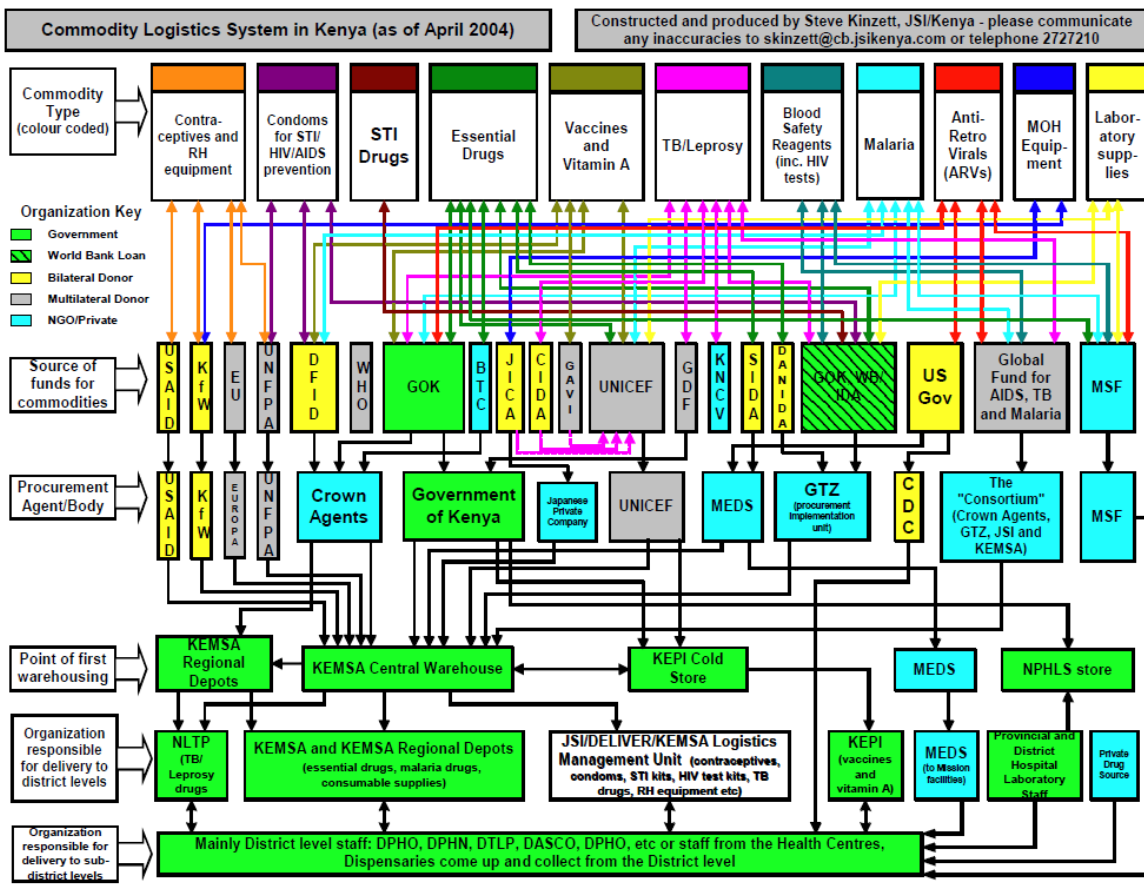 Commodity Logistics System in Kenya (as of April 2004)
Constructed and produced by Steve Kinzett, JSI/Kenya - please communicate
any inaccuracies to skinzett@cb.jsikenya.com or telephone 2727210
Commodity
Type
(colour coded)
Contra-
ceptives and
RH
equipment
Condoms
for STI/
HIV/AIDS
prevention
STI
Drugs
Essential
Drugs
Vaccines
and
Vitamin A
TB/Leprosy
Blood
Safety
Reagents
(inc. HIV
tests)
Malaria
Anti-
Retro
Virals
(ARVs)
MOH
Equip-
ment
Labor-
atory
supp-
lies
Organization Key
Government
World Bank Loan
Bilateral Donor
Multilateral Donor
NGO/Private
Source of
funds for
commodities
USAID
KfW
EU
UNFPA
DFID
WHO
GOK
BTC
JICA
CIDA
GAVI
UNICEF
GDF
KNCV
SIDA
DANIDA
GOK, WB/
IDA
US
Gov
Global
Fund for
AIDS, TB
and Malaria
MSF
Procurement
Agent/Body
USAID
KfW
EUROPA
UNFPA
Crown
Agents
Government
of Kenya
Japanese
Private
Company
UNICEF
MEDS
GTZ
(procurement
implementation
unit)
CDC
The
"Consortium"
(Crown Agents,
GTZ, JSI and
KEMSA)
MSF
Point of first
warehousing
KEMSA
Regional
Depots
KEMSA Central Warehouse
KEPI Cold
Store
MEDS
NPHLS store
Organization
responsible for
delivery to
district levels
NLTP
(TB/
Leprosy
drugs
KEMSA and KEMSA Regional Depots
(essential drugs, malaria drugs,
consumable supplies)
JSI/DELIVER/KEMSA Logistics
Management Unit (contraceptives,
condoms, STI kits, HIV test kits, TB
drugs, RH equipment etc)
KEPI
(vaccines
and
vitamin A)
MEDS
(to Mission
facilities)
Provincial and
District
Hospital
Laboratory
Staff
Private
Drug
Source
Organization
responsible for
delivery to sub-
district levels
Mainly District level staff: DPHO, DPHN, DTLP, DASCO, DPHO, etc or staff from the Health Centres,
Dispensaries come up and collect from the District level